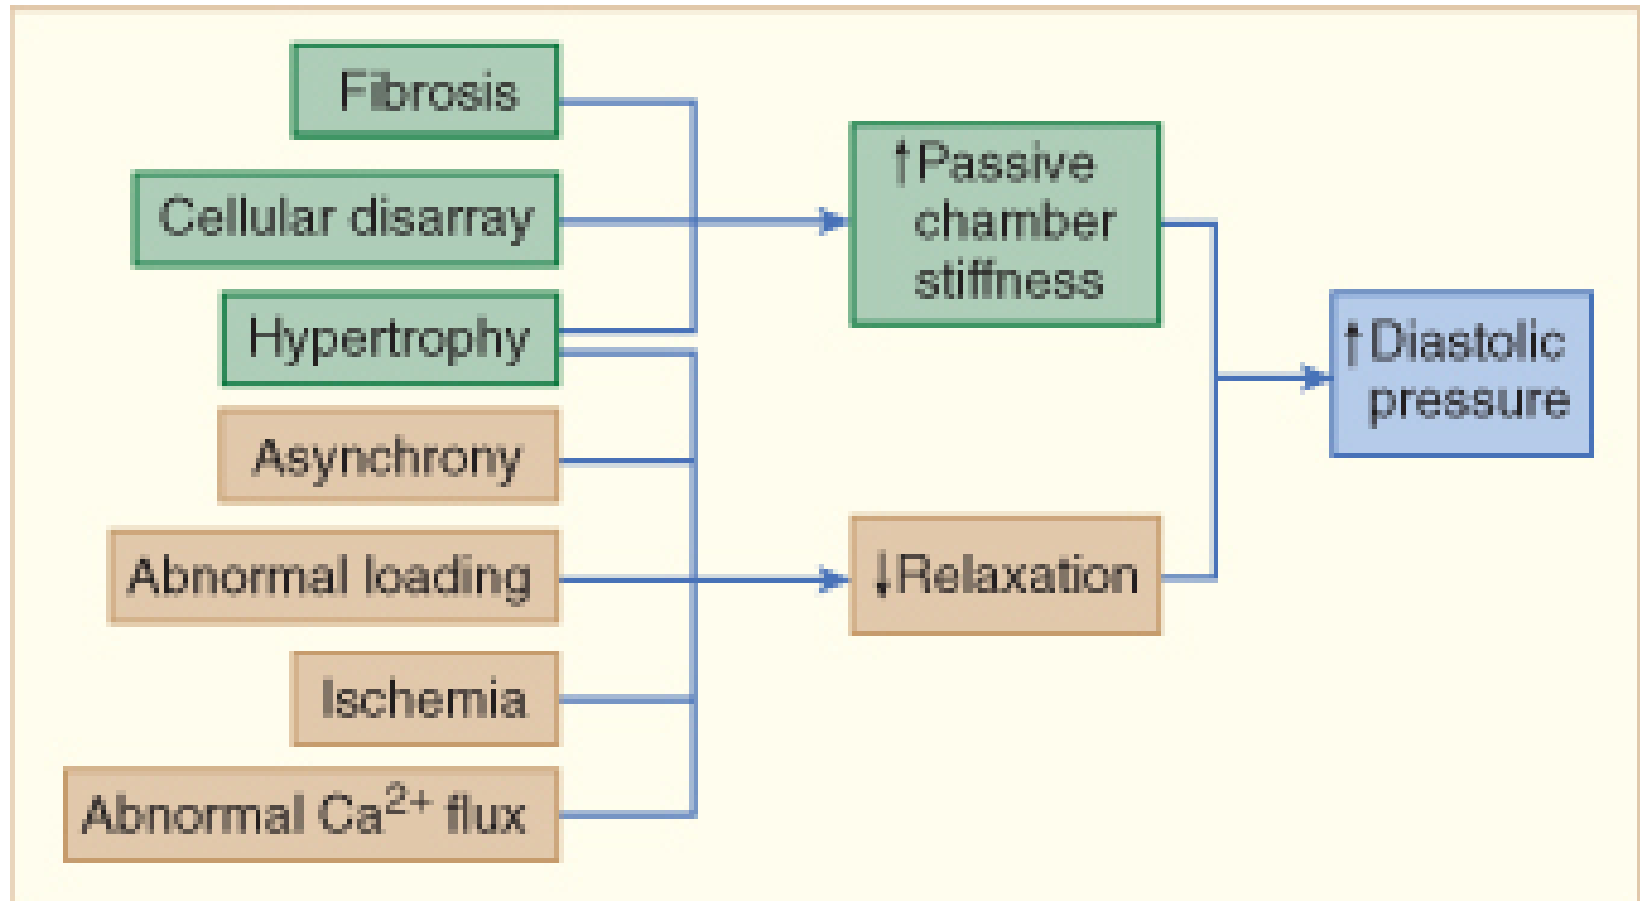 Fibrosis
Cellular disarray
Hypertrophy
Asynchrony
Abnormal loading
Ischemia
Abnormal Ca²⁺ flux
↑Passive
chamber
stiffness
↓Relaxation
↑Diastolic
pressure